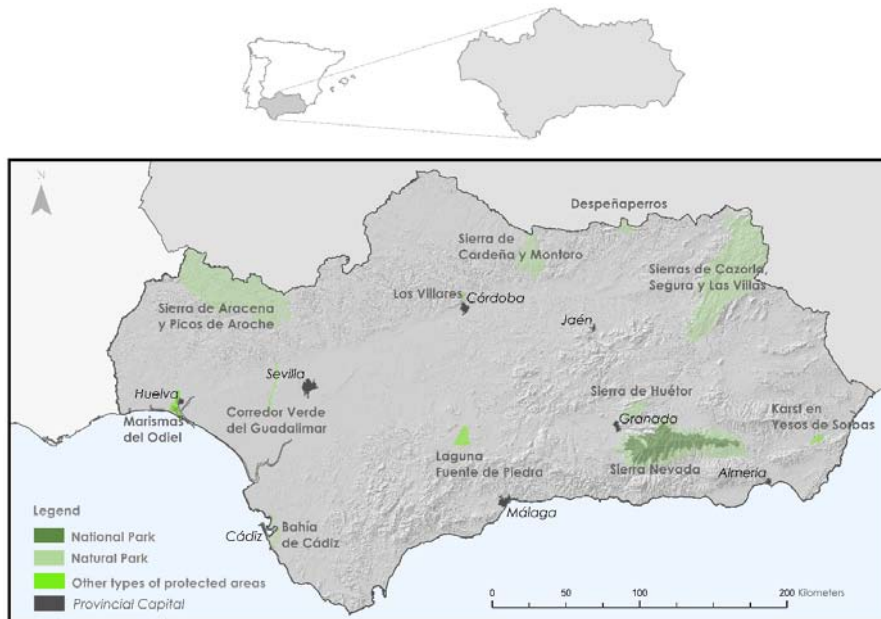 N
Despeñaperros
Sierra de
Cardeña y Montoro
Sierras de Cazorla,
Segura y Las Villas
Las Villares
Córdoba
Sierra de Aracena
y Picos de Aroche
Jaén
Sevilla
Huelva
Sierra de Huétor
Granada
Karst en
Yesos de Sorbas
Marismas
del Odiel
Corredor Verde
del Guadalimar
Laguna
Fuente de Piedra
Sierra Nevada
Almería
Málaga
Cádiz
Bahía
de Cádiz
Legend
National Park
Natural Park
Other types of protected areas
Provincial Capital
0 50 100 200 Kilometers
25